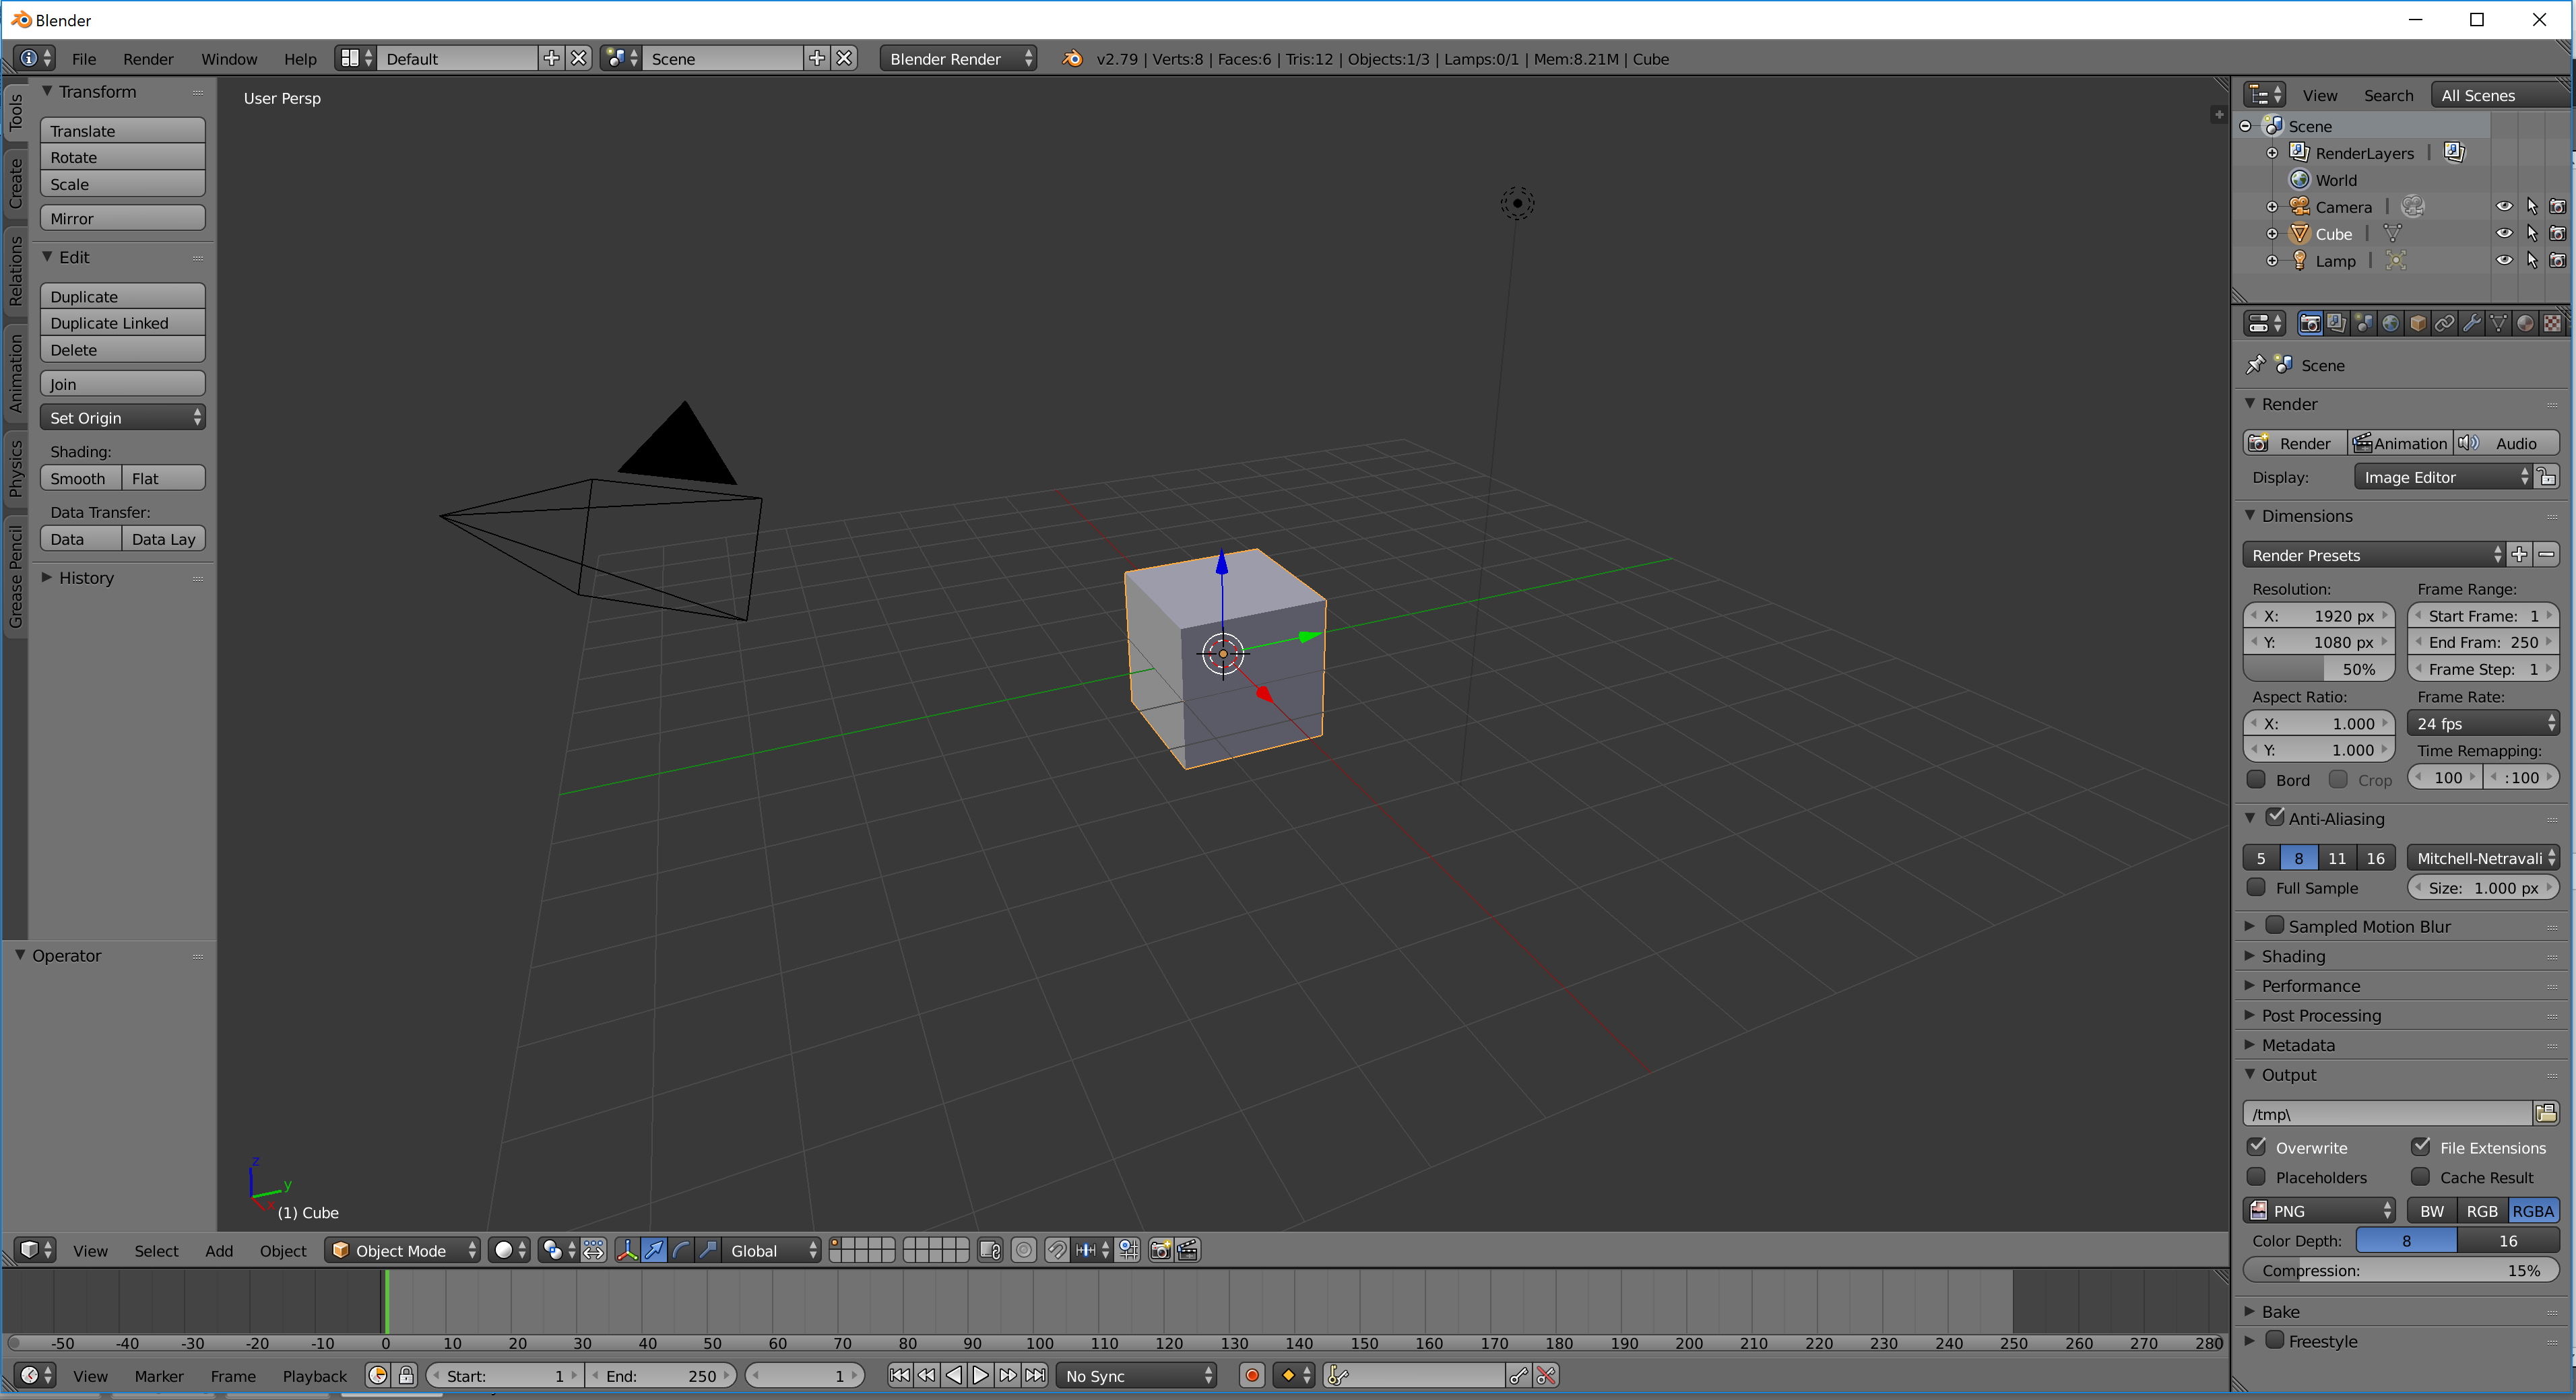 Blender
File Render Window Help Default Scene Blender Render v2.79 | Verts:8 | Faces:6 | Tris:12 | Objects:1/3 | Lamps:0/1 | Mem:8.21M | Cube
Tools
Create
Relations
Animation
Physics
Grease Pencil
Transform
Translate
Rotate
Scale
Mirror
Edit
Duplicate
Duplicate Linked
Delete
Join
Set Origin
Shading:
Smooth Flat
Data Transfer:
Data Data Lay
History
Operator
User Persp
z
y
x
(1) Cube
View Select Add Object Object Mode Global
-50 -40 -30 -20 -10 0 10 20 30 40 50 60 70 80 90 100 110 120 130 140 150 160 170 180 190 200 210 220 230 240 250 260 270 280
View Marker Frame Playback Start: 1 End: 250 1 No Sync
View Search All Scenes
Scene
RenderLayers |
World
Camera |
Cube |
Lamp |
Scene
Render
Render Animation Audio
Display: Image Editor
Dimensions
Render Presets
Resolution: Frame Range:
X: 1920 px Start Frame: 1
Y: 1080 px End Fram: 250
50% Frame Step: 1
Aspect Ratio: Frame Rate:
X: 1.000 24 fps
Y: 1.000 Time Remapping:
Bord Crop 100 :100
Anti-Aliasing
5 8 11 16 Mitchell-Netravali
Full Sample Size: 1.000 px
Sampled Motion Blur
Shading
Performance
Post Processing
Metadata
Output
/tmp\
Overwrite File Extensions
Placeholders Cache Result
PNG BW RGB RGBA
Color Depth: 8 16
Compression: 15%
Bake
Freestyle